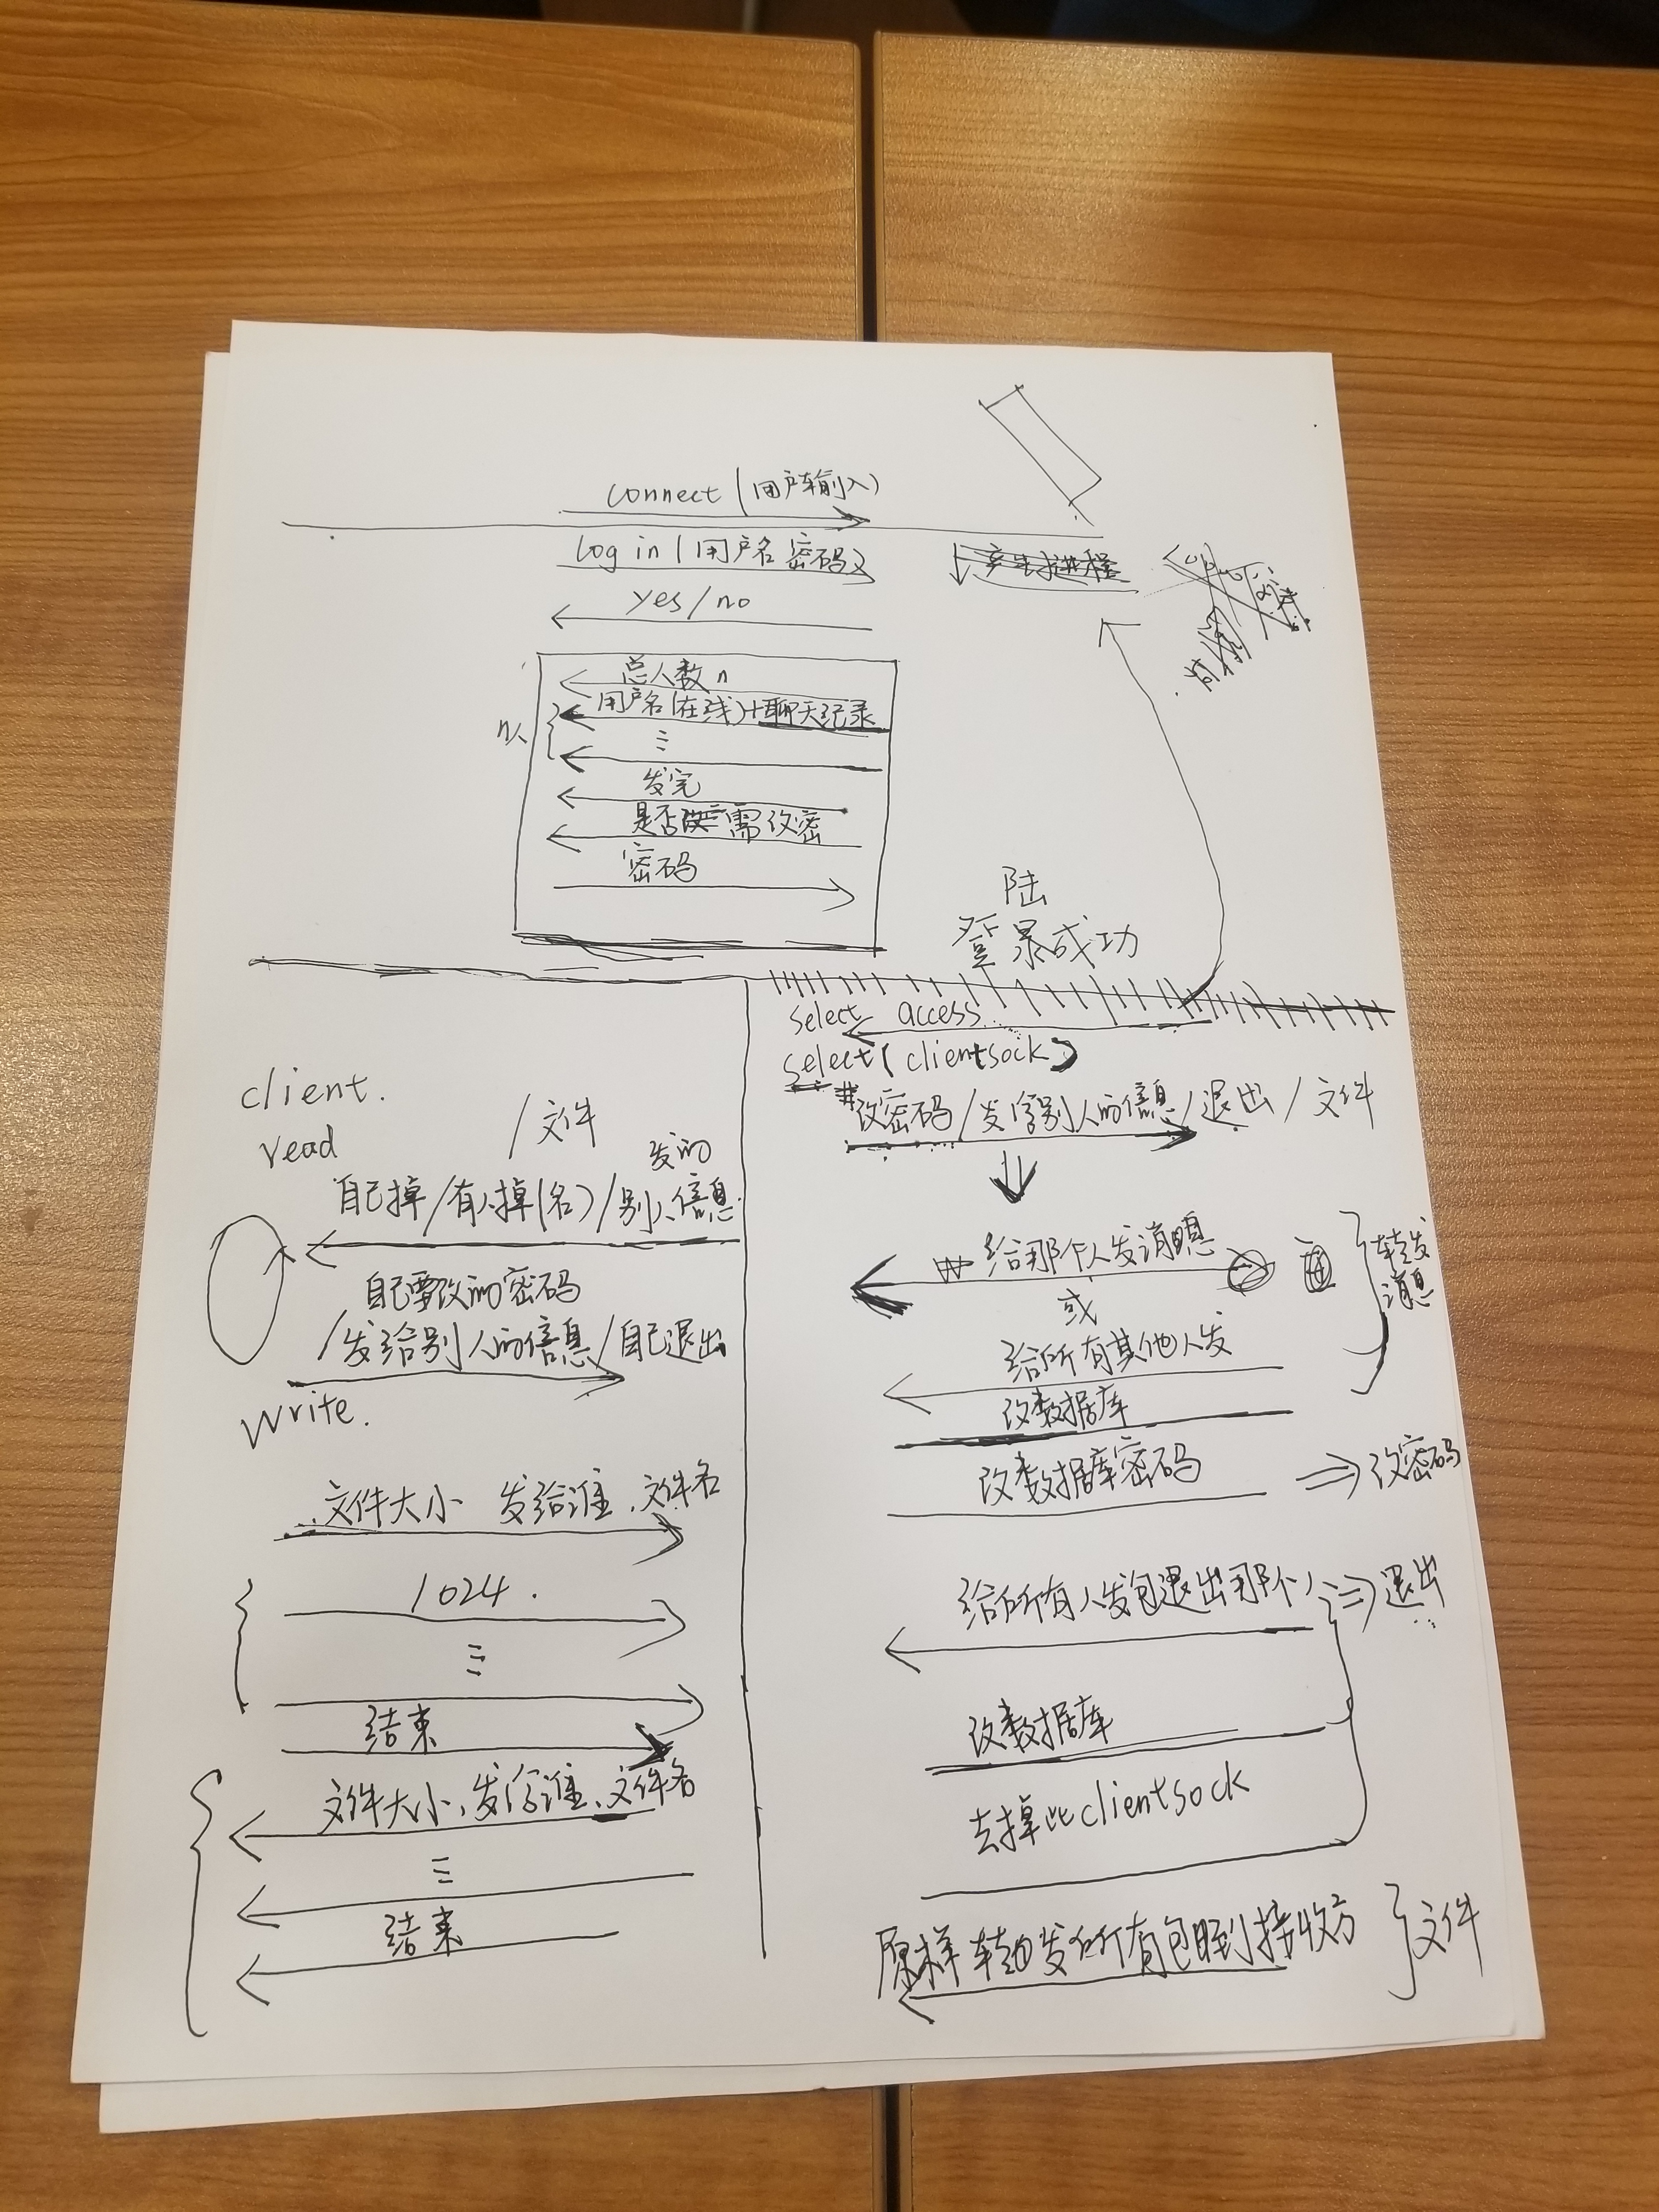 connect（用户输入）
log in（用户名 密码）
产生找进程
yes/no
总人数 n
n人
用户名（在线）+聊天记录
发完
是否 需改密
密码
陆
登录成功
select access
select（clientsock）
改密码/发给别人的信息/退出/文件
client.
read
/文件
发的
自己掉/有人掉（名）/别人信息
自己要改的密码
/发给别人的信息/自己退出
write.
文件大小 发给谁.文件名
1024.
结束
文件大小、发给谁、文件名
结束
给那个人发消息
或
给所有其他人发
转发
消息
改数据库
改数据库密码 ⇒改密码
给所有人发包退出那个人⇒退出
改数据库
去掉此clientsock
原样转发所有包到接收方
文件